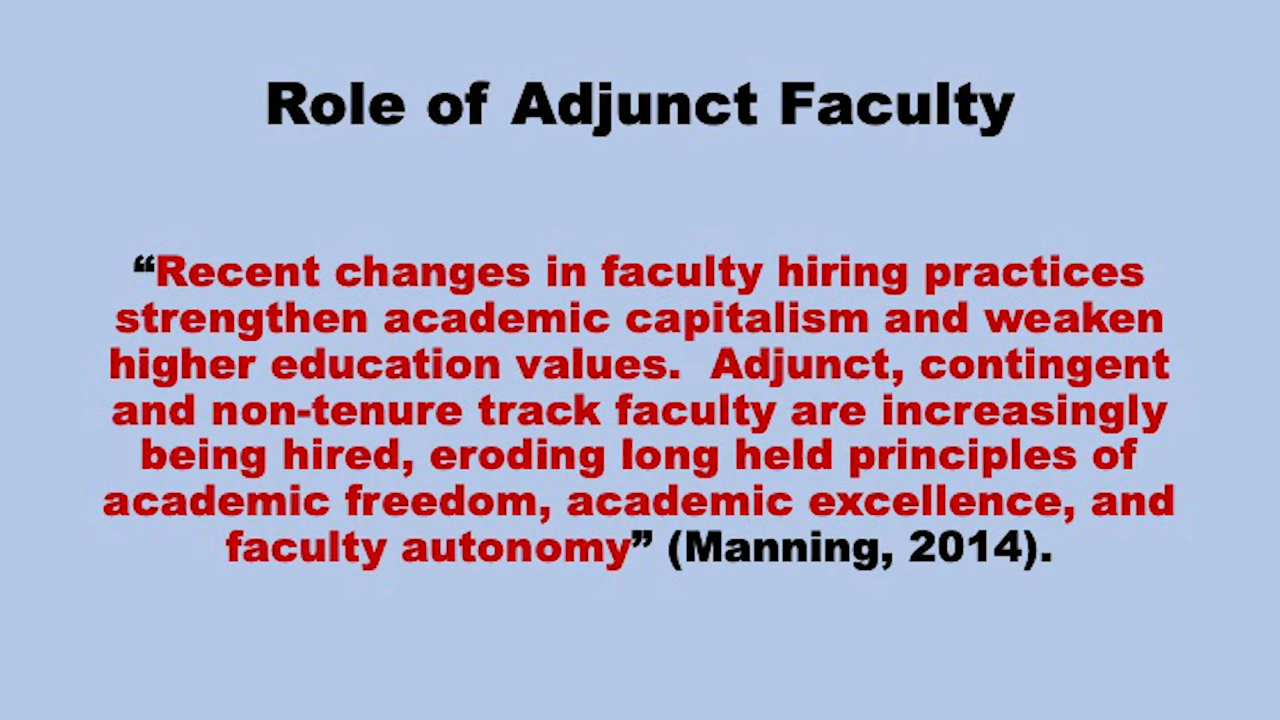 Role of Adjunct Faculty
“Recent changes in faculty hiring practices
strengthen academic capitalism and weaken
higher education values.  Adjunct, contingent
and non-tenure track faculty are increasingly
being hired, eroding long held principles of
academic freedom, academic excellence, and
faculty autonomy” (Manning, 2014).